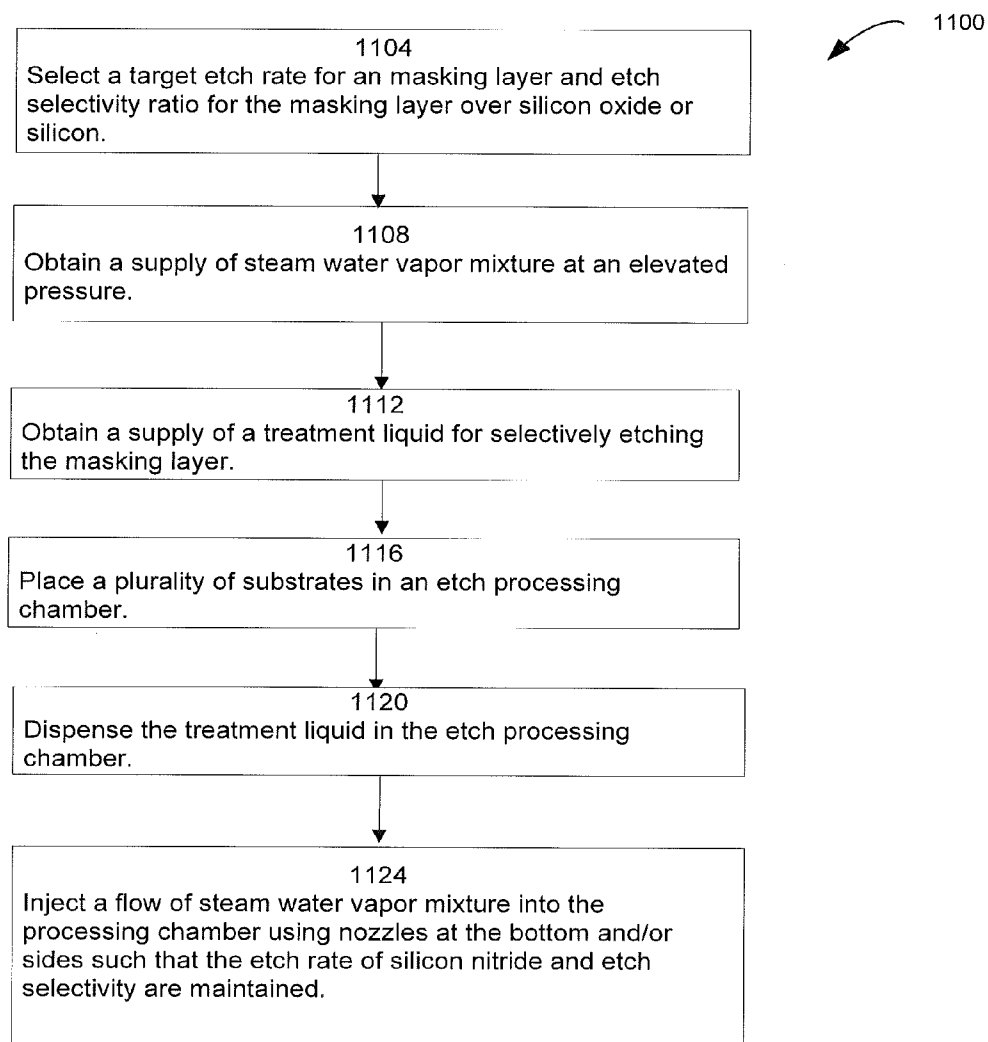 1100
1104
Select a target etch rate for an masking layer and etch
selectivity ratio for the masking layer over silicon oxide or
silicon.
1108
Obtain a supply of steam water vapor mixture at an elevated
pressure.
1112
Obtain a supply of a treatment liquid for selectively etching
the masking layer.
1116
Place a plurality of substrates in an etch processing
chamber.
1120
Dispense the treatment liquid in the etch processing
chamber.
1124
Inject a flow of steam water vapor mixture into the
processing chamber using nozzles at the bottom and/or
sides such that the etch rate of silicon nitride and etch
selectivity are maintained.